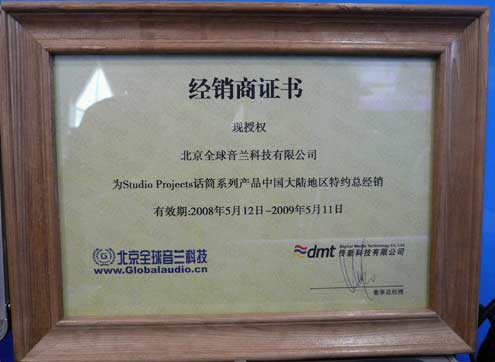 经销商证书
现授权
北京全球音兰科技有限公司
为Studio Projects话筒系列产品中国大陆地区特约总经销
有效期:2008年5月12日-2009年5月11日
北京全球音兰科技
www.Globalaudio.cn
Digital Media Technology Co. Ltd
dmt 传新科技有限公司
董事总经理